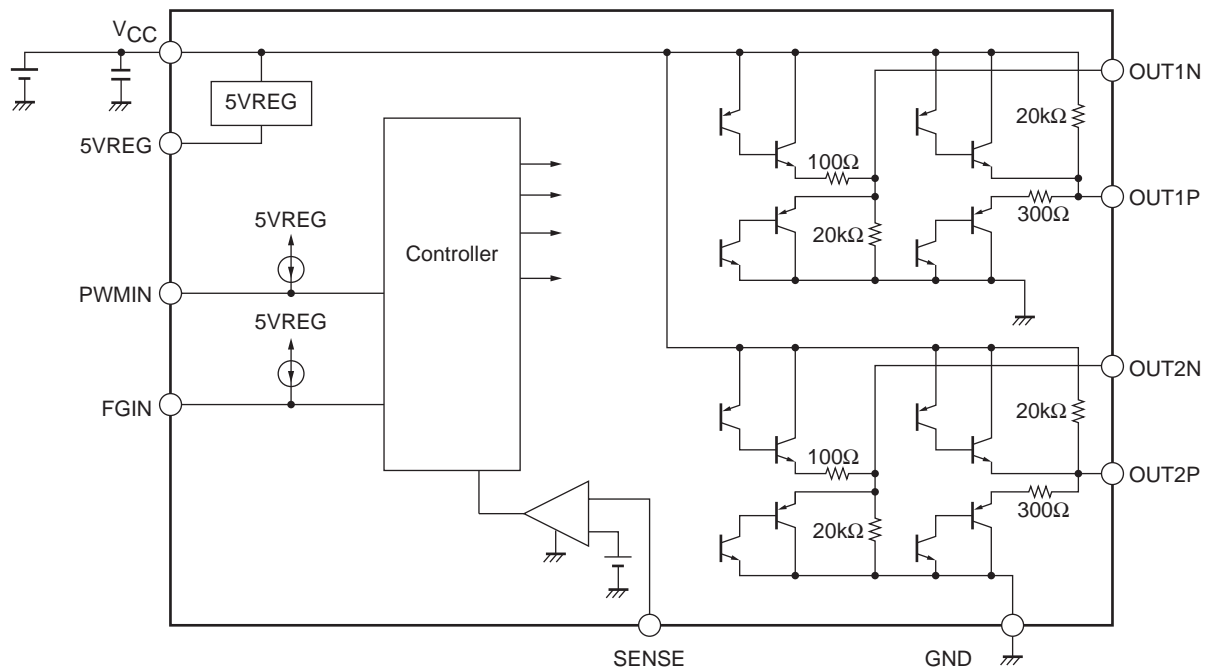 VCC
OUT1N
5VREG
20kΩ
5VREG
100Ω
5VREG
OUT1P
300Ω
20kΩ
Controller
PWMIN
5VREG
OUT2N
FGIN
20kΩ
100Ω
OUT2P
300Ω
20kΩ
SENSE
GND